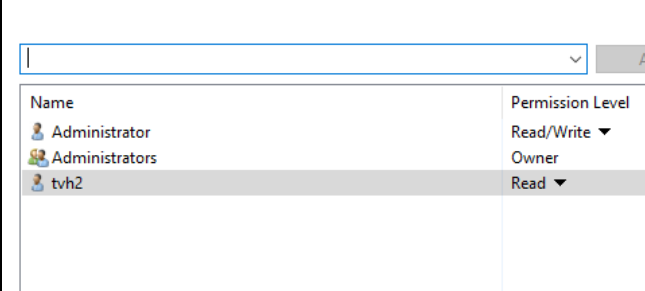 A
Name Permission Level
Administrator Read/Write
Administrators Owner
tvh2 Read